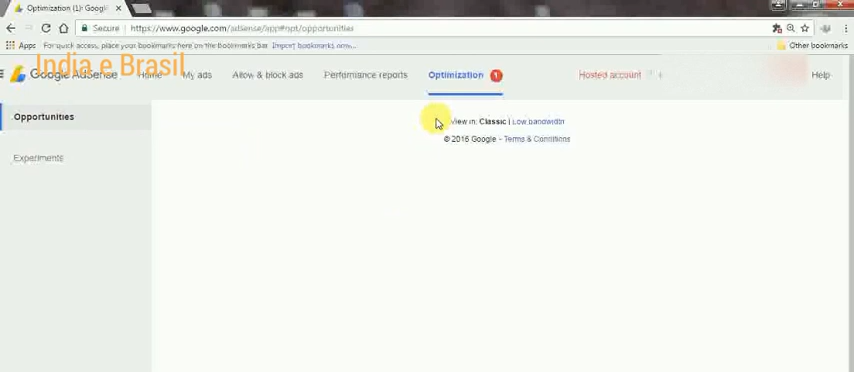 Optimization (1): Googl
Secure https://www.google.com/adsense/app#opt/opportunities
Apps For quick access, place your bookmarks here on the bookmarks bar. Import bookmarks now... Other bookmarks
India e Brasil
Google AdSense Home My ads Allow & block ads Performance reports Optimization 1 Hosted account Help
Opportunities
View in: Classic | Low bandwidth
© 2016 Google - Terms & Conditions
Experiments